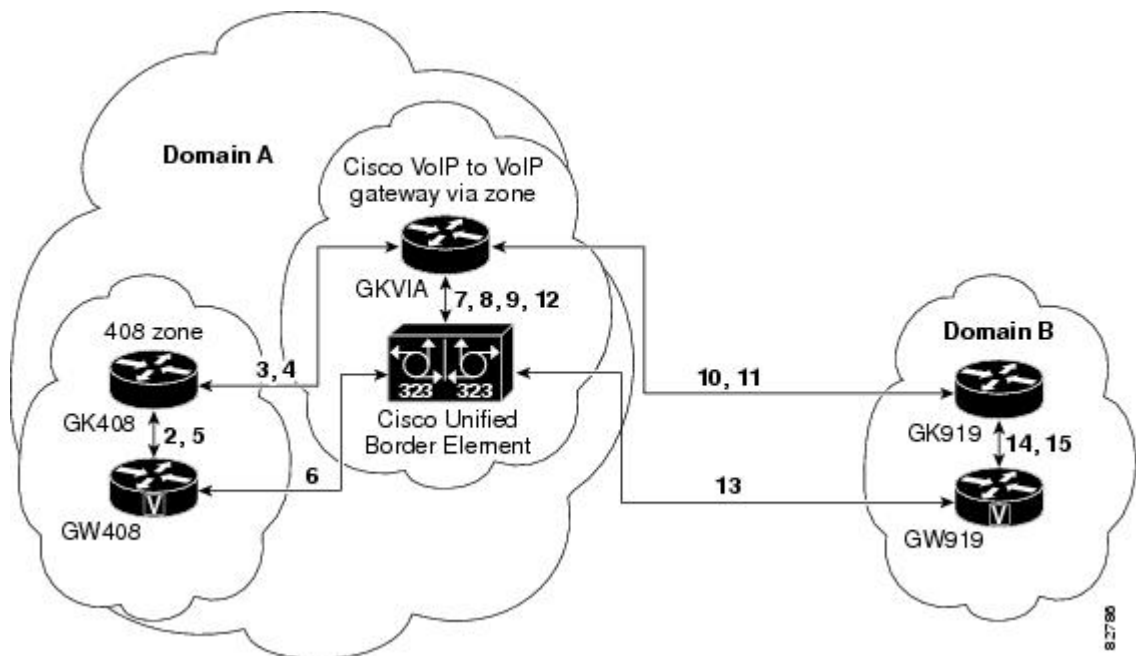 Domain A
Cisco VoIP to VoIP
gateway via zone
GKVIA
7, 8, 9, 12
408 zone
3, 4
323 323
Domain B
10, 11
GK408
Cisco Unified
Border Element
GK919
2, 5
14, 15
6
13
V
V
GW408
GW919
82786